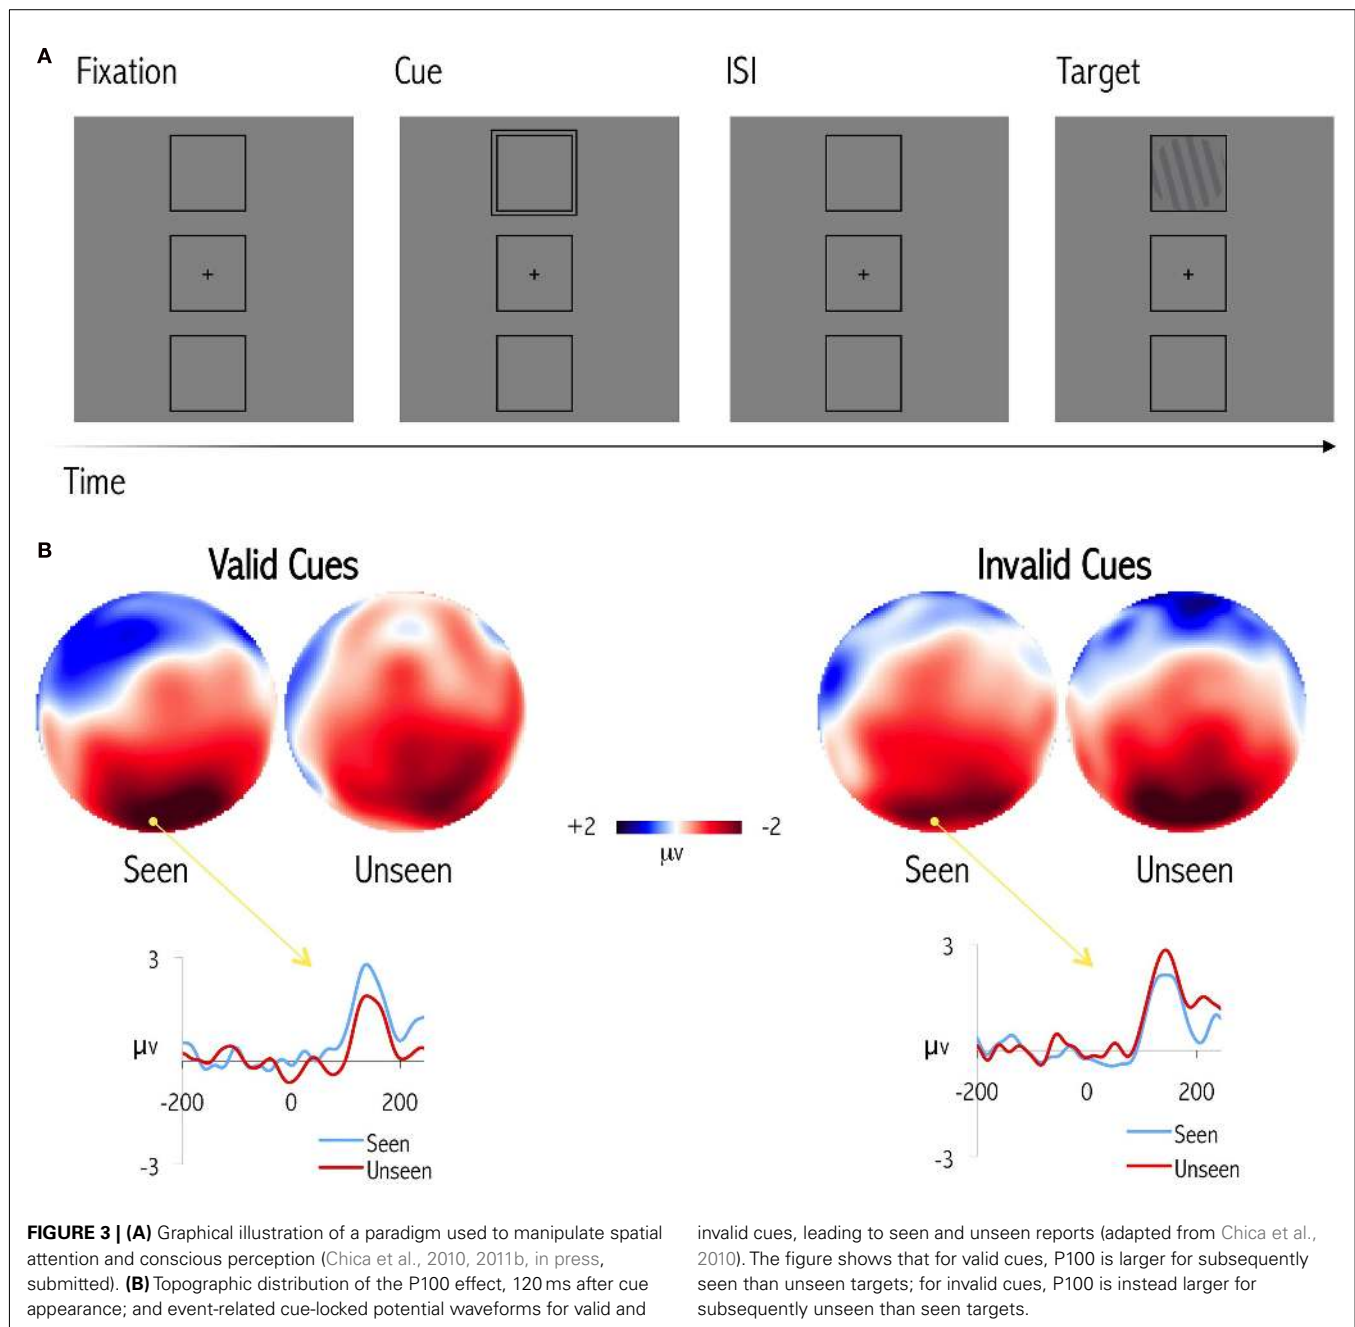 A
Fixation
Cue
ISI
Target
Time
B
Valid Cues
Invalid Cues
+2
-2
μv
Seen
Unseen
Seen
Unseen
3
μv
-200
0
200
Seen
Unseen
-3
3
μv
-200
0
200
Seen
Unseen
-3
FIGURE 3 | (A) Graphical illustration of a paradigm used to manipulate spatial
attention and conscious perception (Chica et al., 2010, 2011b, in press,
submitted). (B) Topographic distribution of the P100 effect, 120 ms after cue
appearance; and event-related cue-locked potential waveforms for valid and
invalid cues, leading to seen and unseen reports (adapted from Chica et al.,
2010). The figure shows that for valid cues, P100 is larger for subsequently
seen than unseen targets; for invalid cues, P100 is instead larger for
subsequently unseen than seen targets.